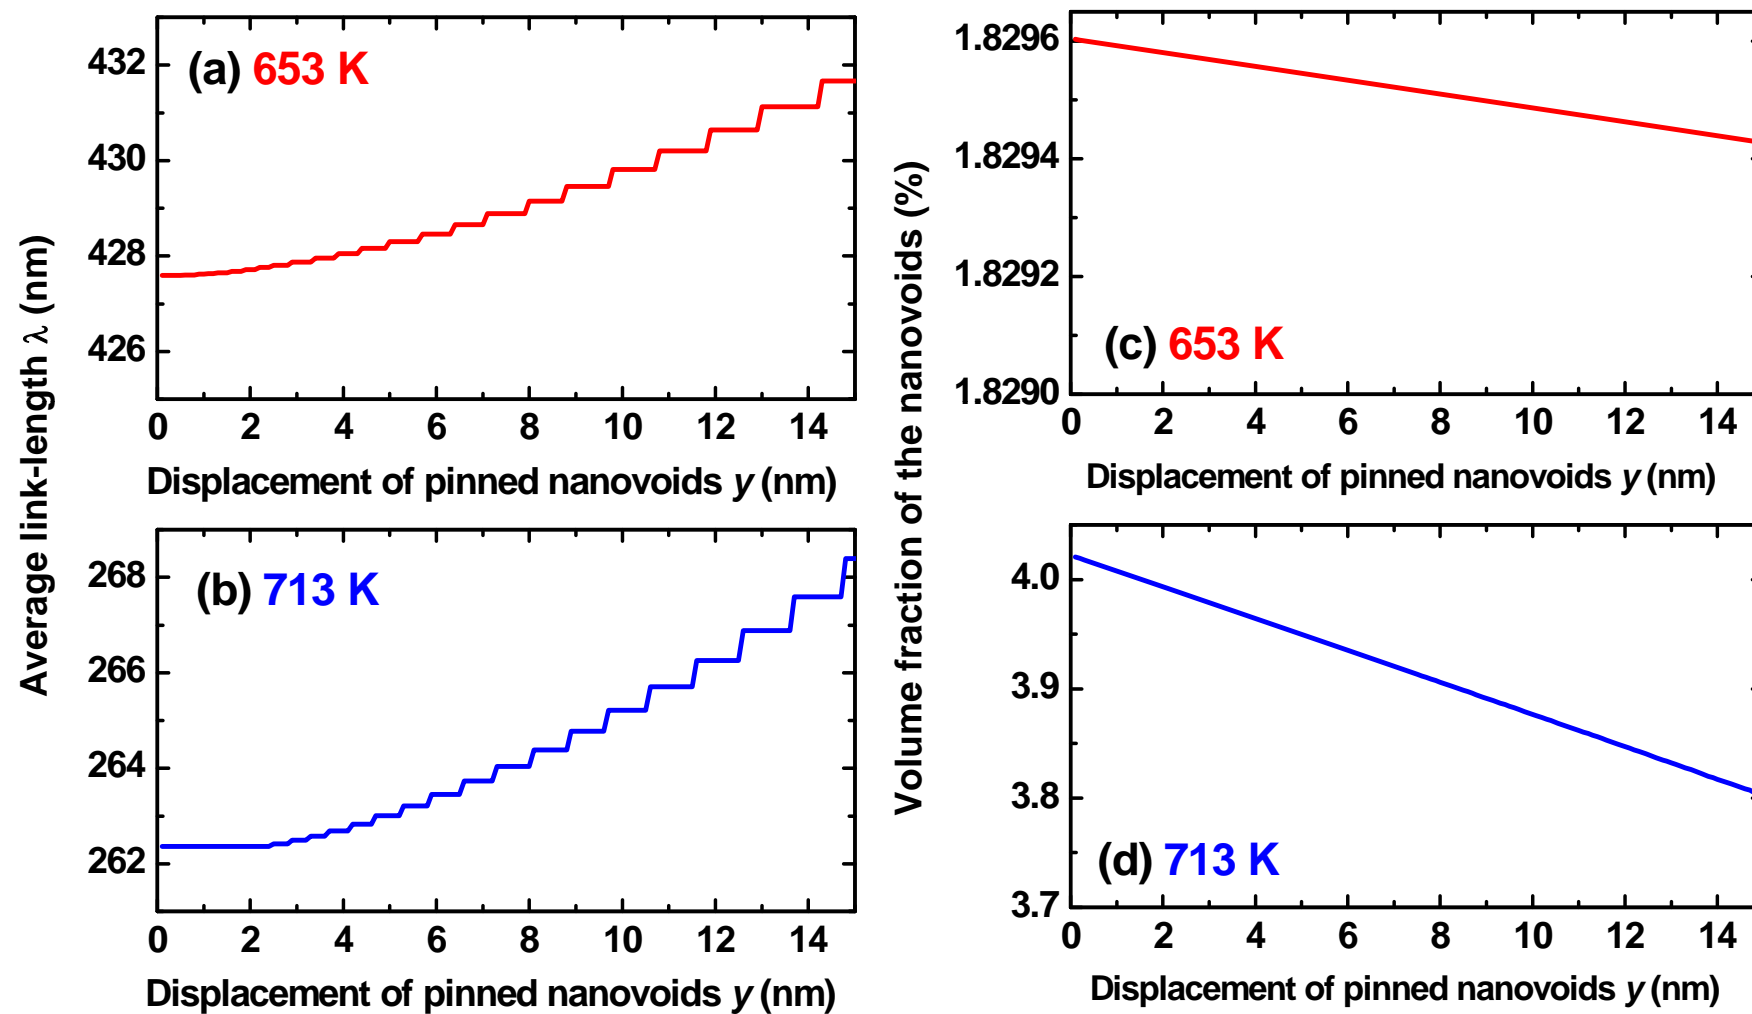 Average link-length λ (nm)
(a) 653 K
432
430
428
426
0 2 4 6 8 10 12 14
Displacement of pinned nanovoids y (nm)
(b) 713 K
268
266
264
262
0 2 4 6 8 10 12 14
Displacement of pinned nanovoids y (nm)
Volume fraction of the nanovoids (%)
1.8296
1.8294
1.8292
1.8290
(c) 653 K
0 2 4 6 8 10 12 14
Displacement of pinned nanovoids y (nm)
4.0
3.9
3.8
3.7
(d) 713 K
0 2 4 6 8 10 12 14
Displacement of pinned nanovoids y (nm)